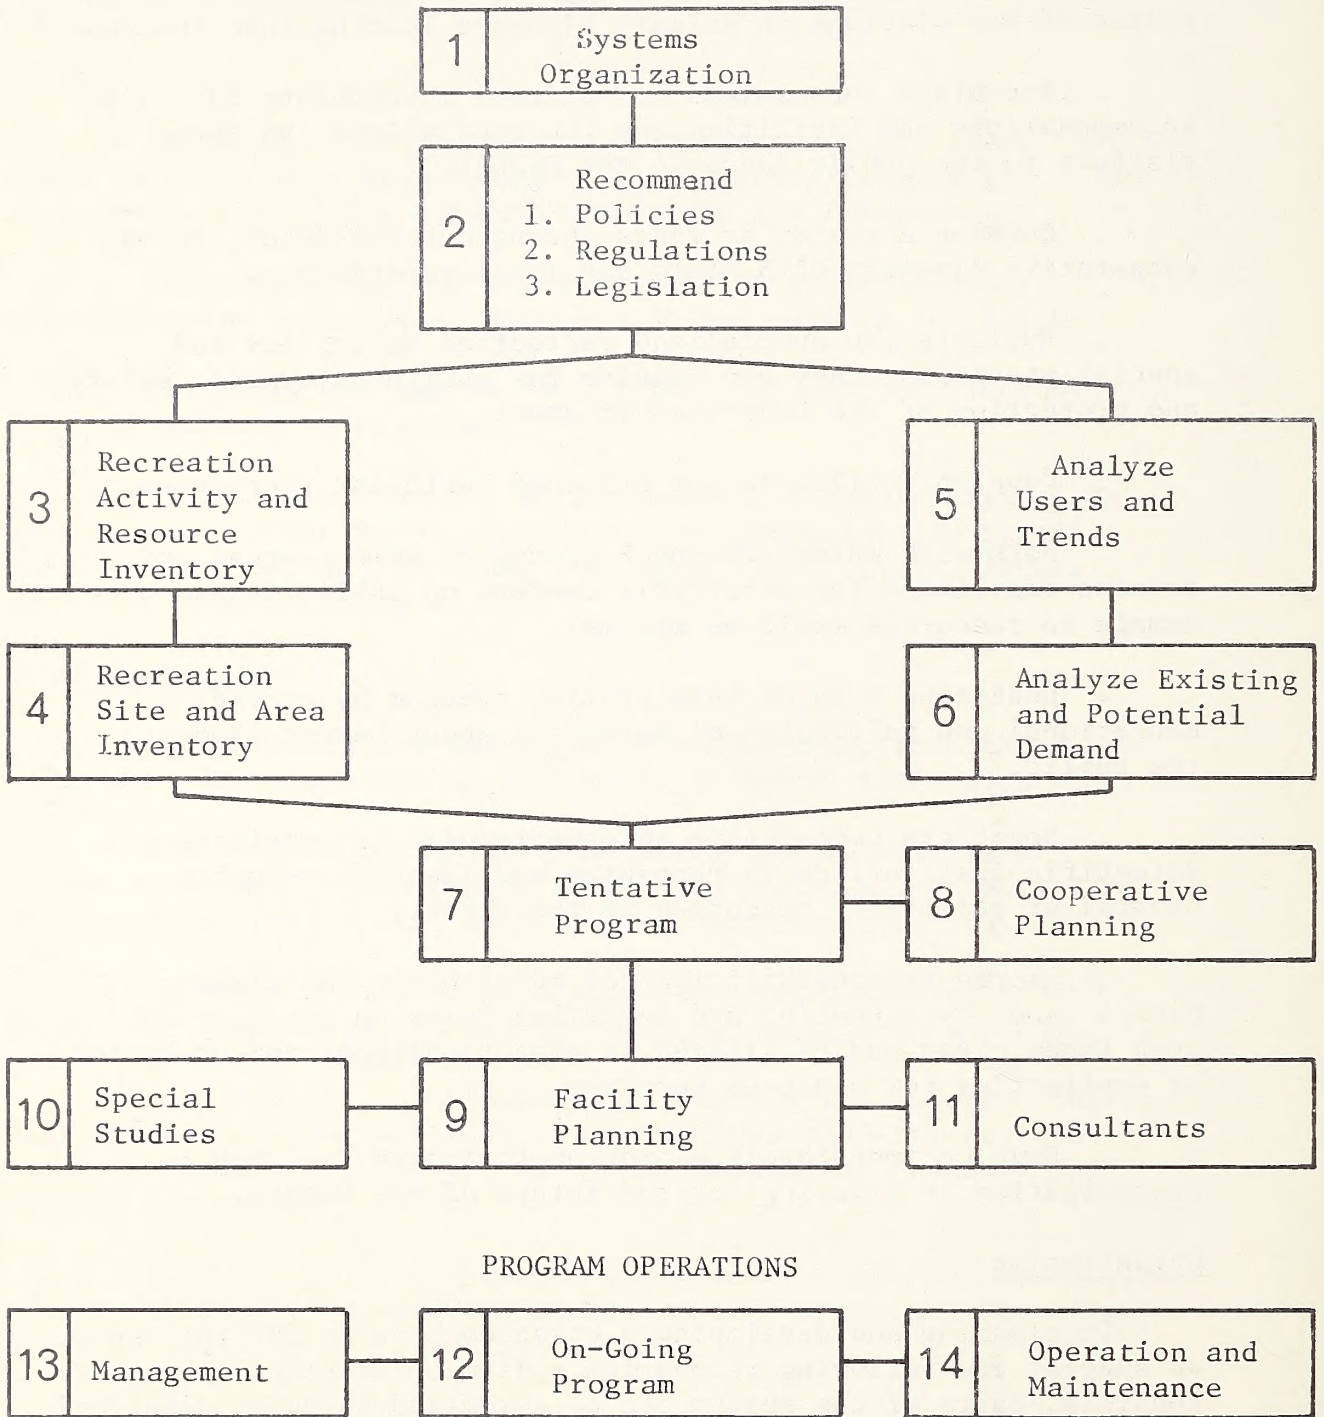 1 Systems
Organization
2 Recommend
1. Policies
2. Regulations
3. Legislation
3 Recreation
Activity and
Resource
Inventory
5 Analyze
Users and
Trends
4 Recreation
Site and Area
Inventory
6 Analyze Existing
and Potential
Demand
7 Tentative
Program
8 Cooperative
Planning
10 Special
Studies
9 Facility
Planning
11 Consultants
PROGRAM OPERATIONS
13 Management
12 On-Going
Program
14 Operation and
Maintenance